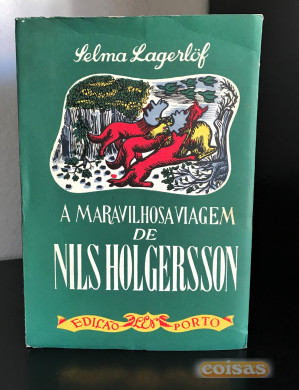 Selma Lagerlöf
A MARAVILHOSA VIAGEM
DE
NILS HOLGERSSON
EDIÇÃO PORTO
coisas